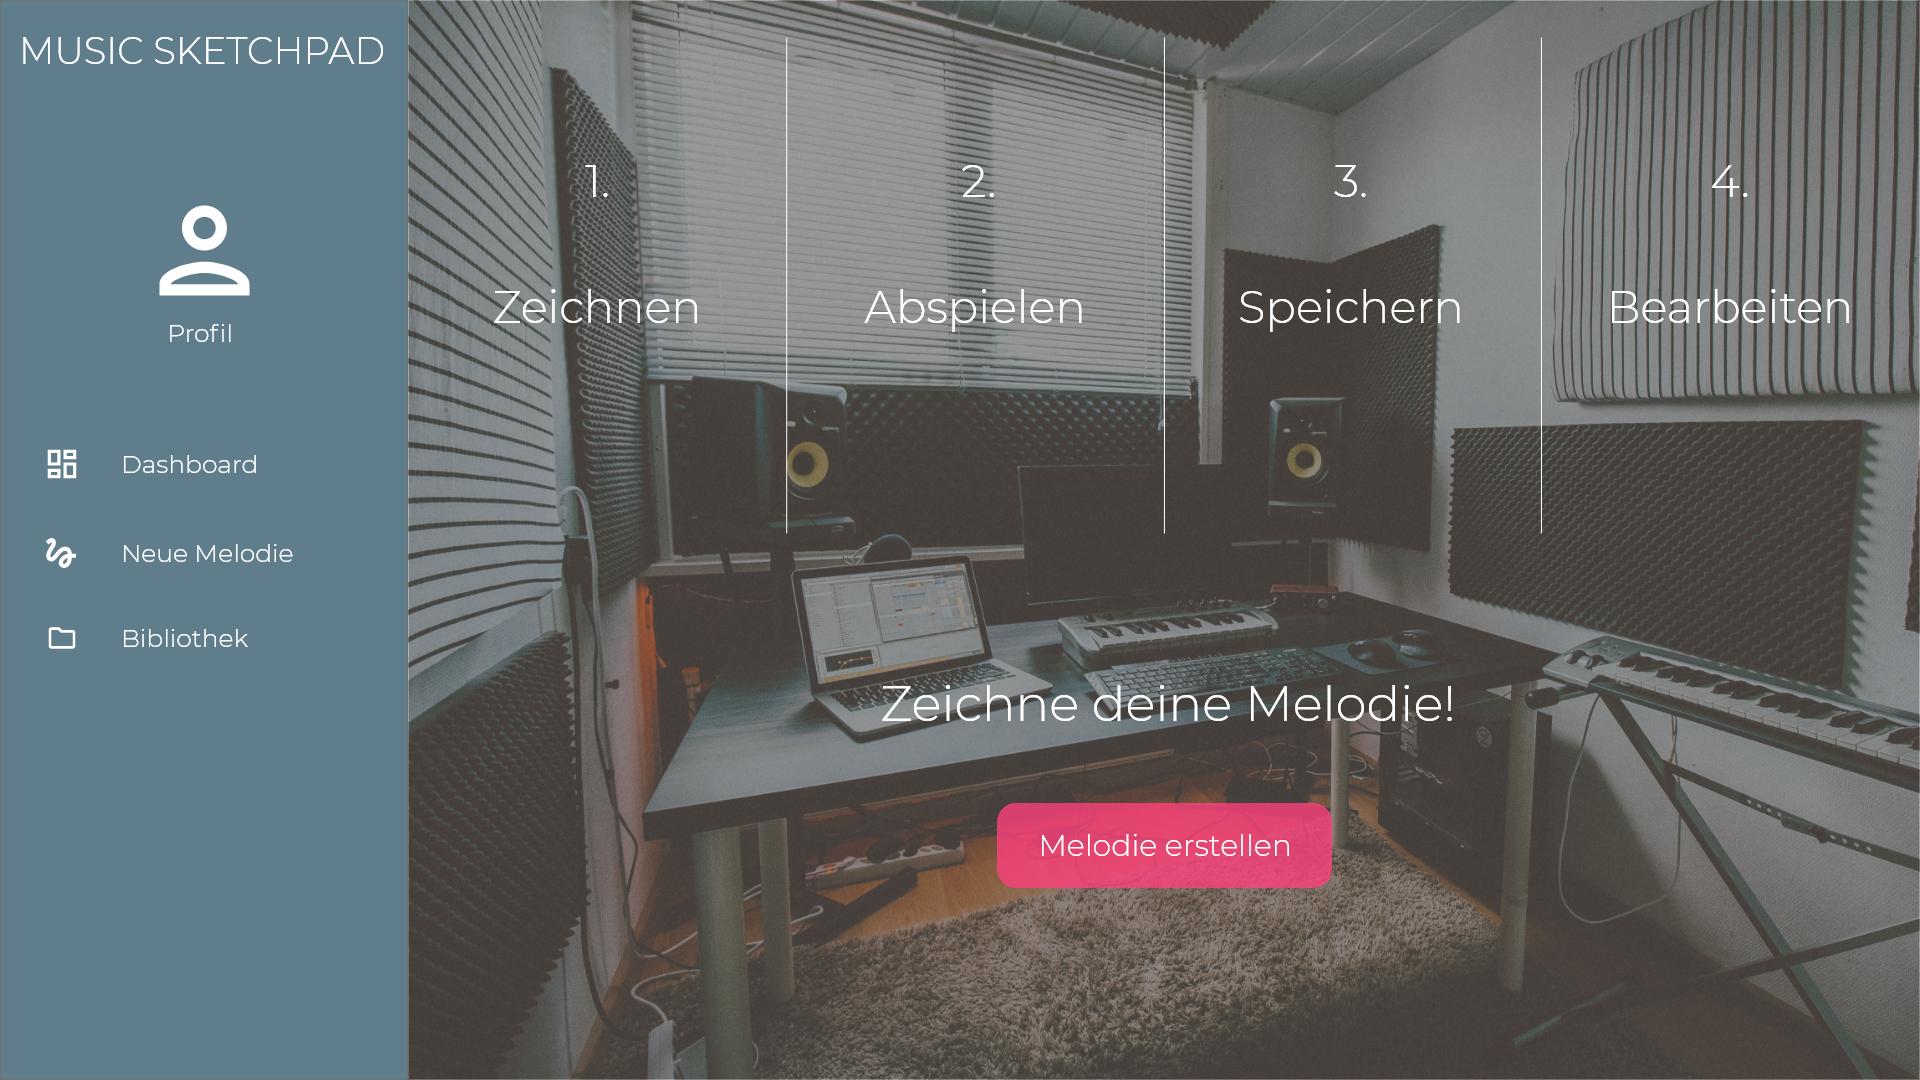 MUSIC SKETCHPAD
Profil
Dashboard
Neue Melodie
Bibliothek
1.
Zeichnen
2.
Abspielen
3.
Speichern
4.
Bearbeiten
Zeichne deine Melodie!
Melodie erstellen